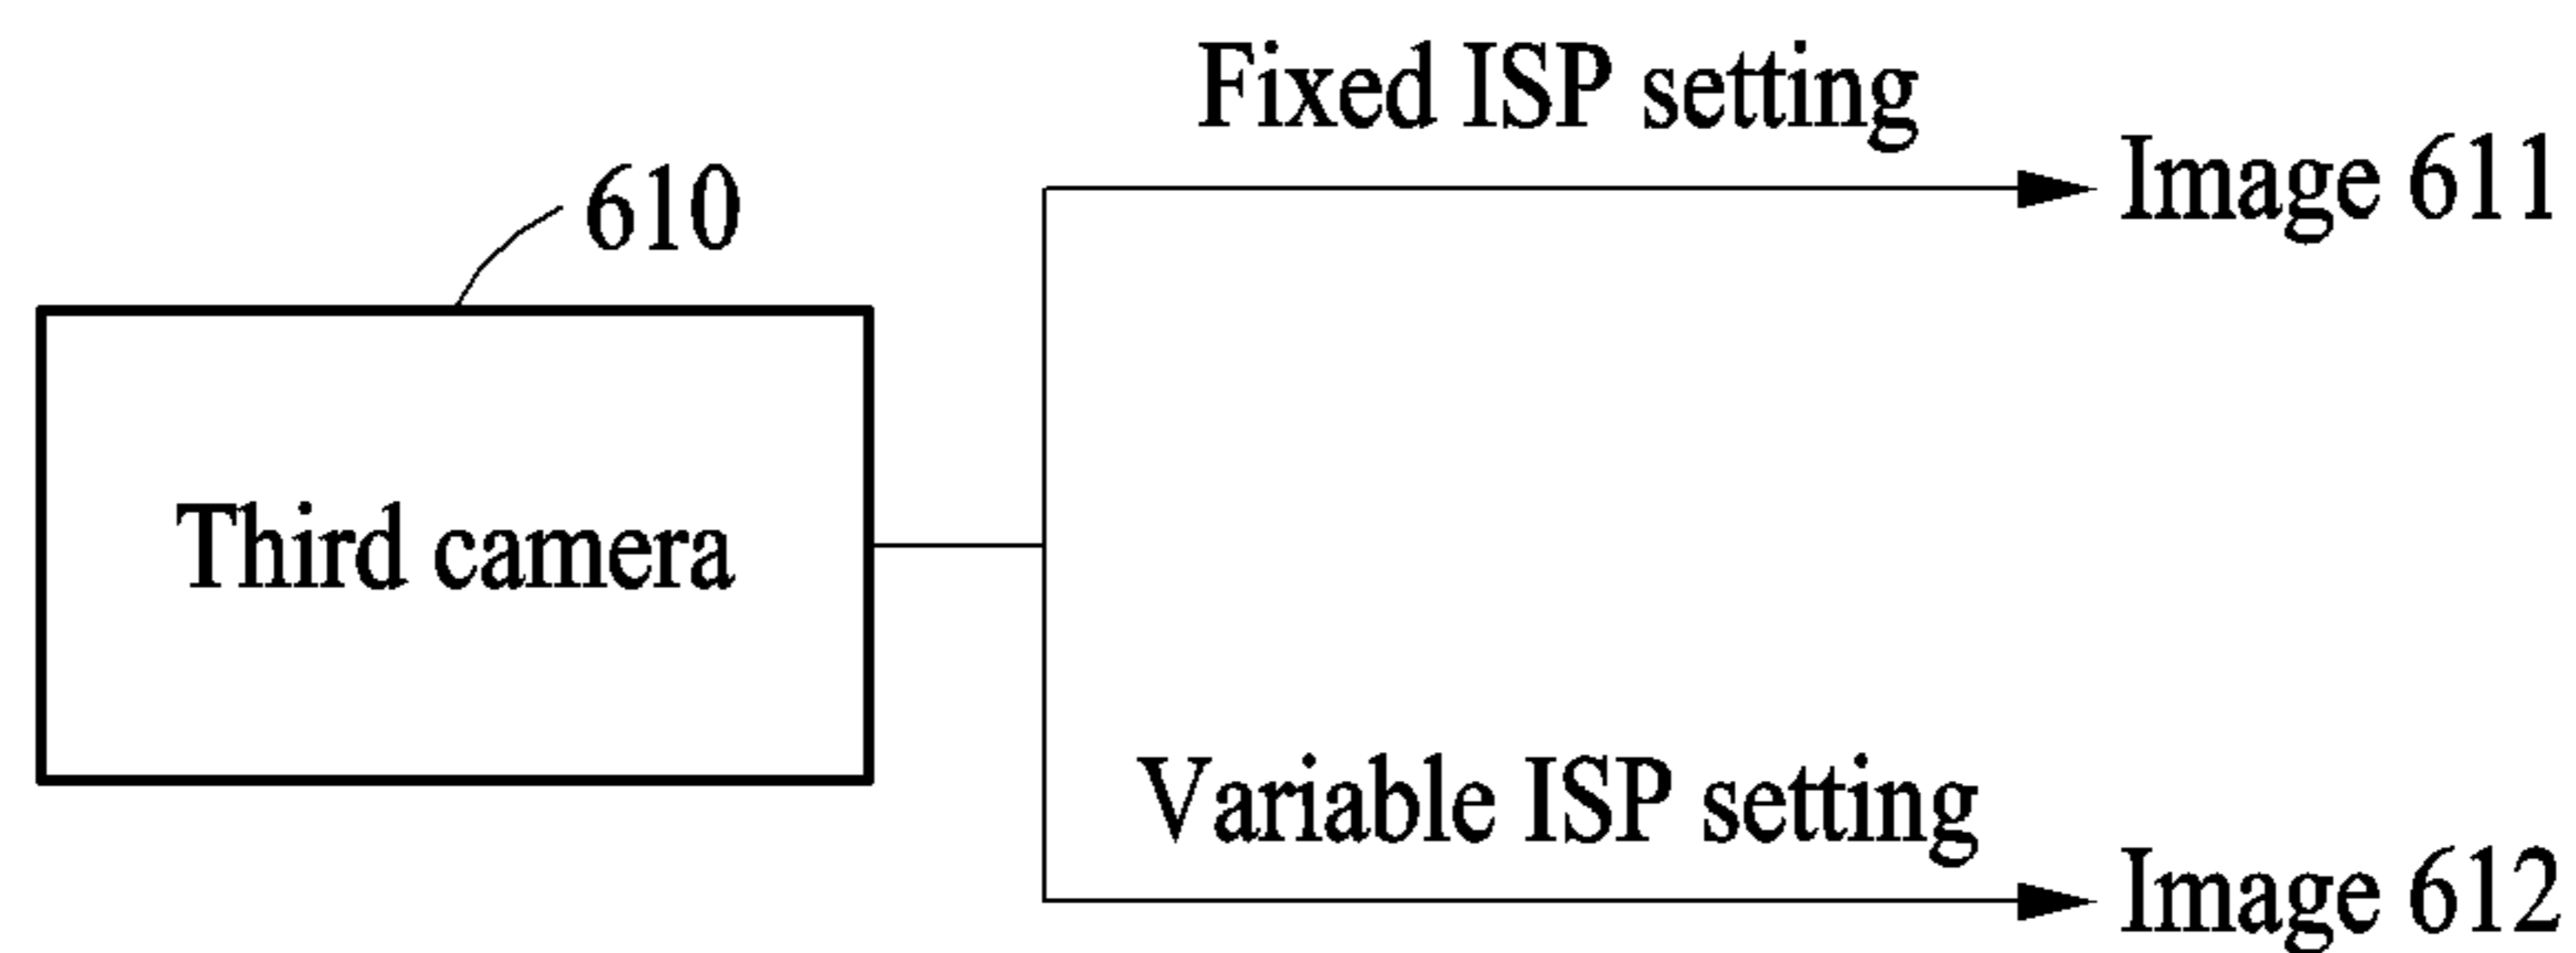 Fixed ISP setting
Image 611
610
Third camera
Variable ISP setting
Image 612